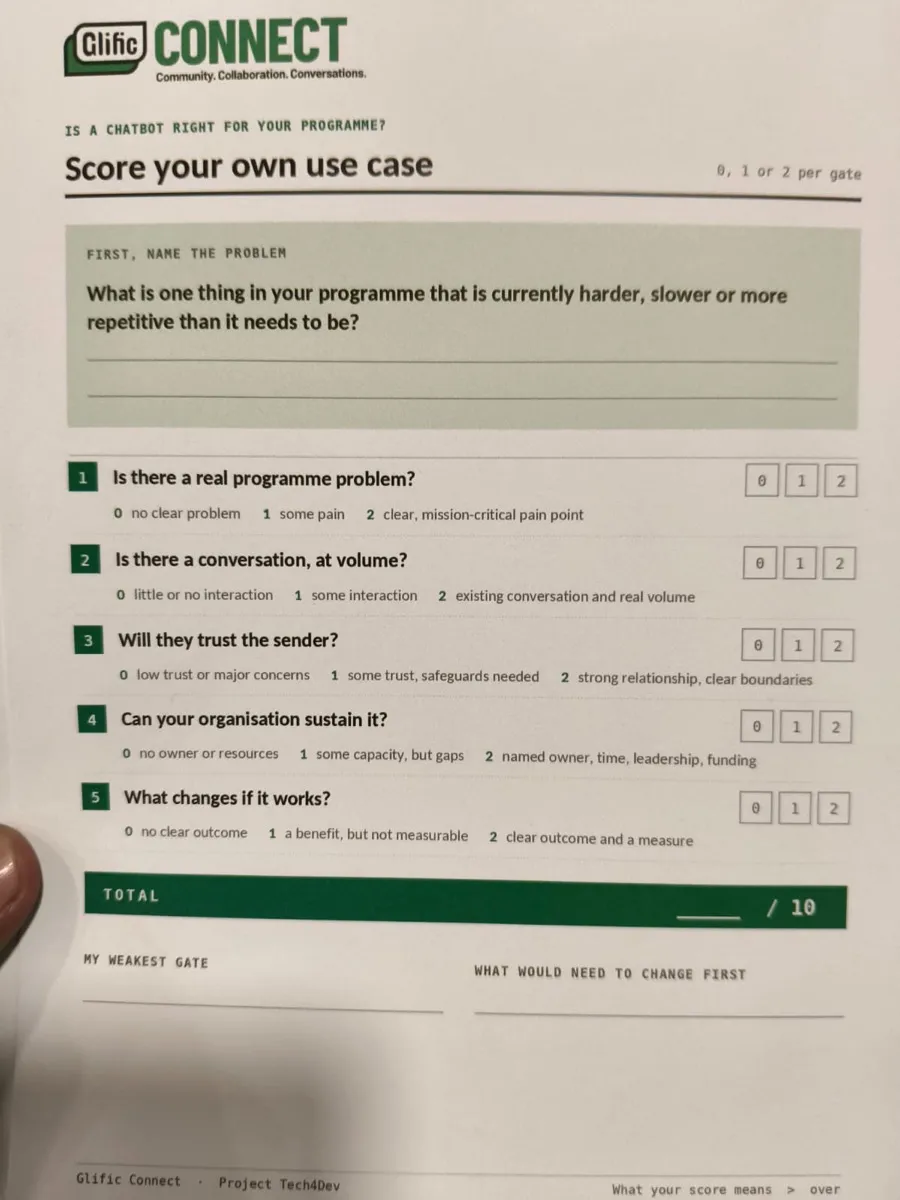 Glific CONNECT
Community. Collaboration. Conversations.
IS A CHATBOT RIGHT FOR YOUR PROGRAMME?
Score your own use case
0, 1 or 2 per gate
FIRST, NAME THE PROBLEM
What is one thing in your programme that is currently harder, slower or more
repetitive than it needs to be?
1 Is there a real programme problem? 0 1 2
0 no clear problem 1 some pain 2 clear, mission-critical pain point
2 Is there a conversation, at volume? 0 1 2
0 little or no interaction 1 some interaction 2 existing conversation and real volume
3 Will they trust the sender? 0 1 2
0 low trust or major concerns 1 some trust, safeguards needed 2 strong relationship, clear boundaries
4 Can your organisation sustain it? 0 1 2
0 no owner or resources 1 some capacity, but gaps 2 named owner, time, leadership, funding
5 What changes if it works? 0 1 2
0 no clear outcome 1 a benefit, but not measurable 2 clear outcome and a measure
TOTAL ____ / 10
MY WEAKEST GATE
WHAT WOULD NEED TO CHANGE FIRST
Glific Connect · Project Tech4Dev
What your score means > over